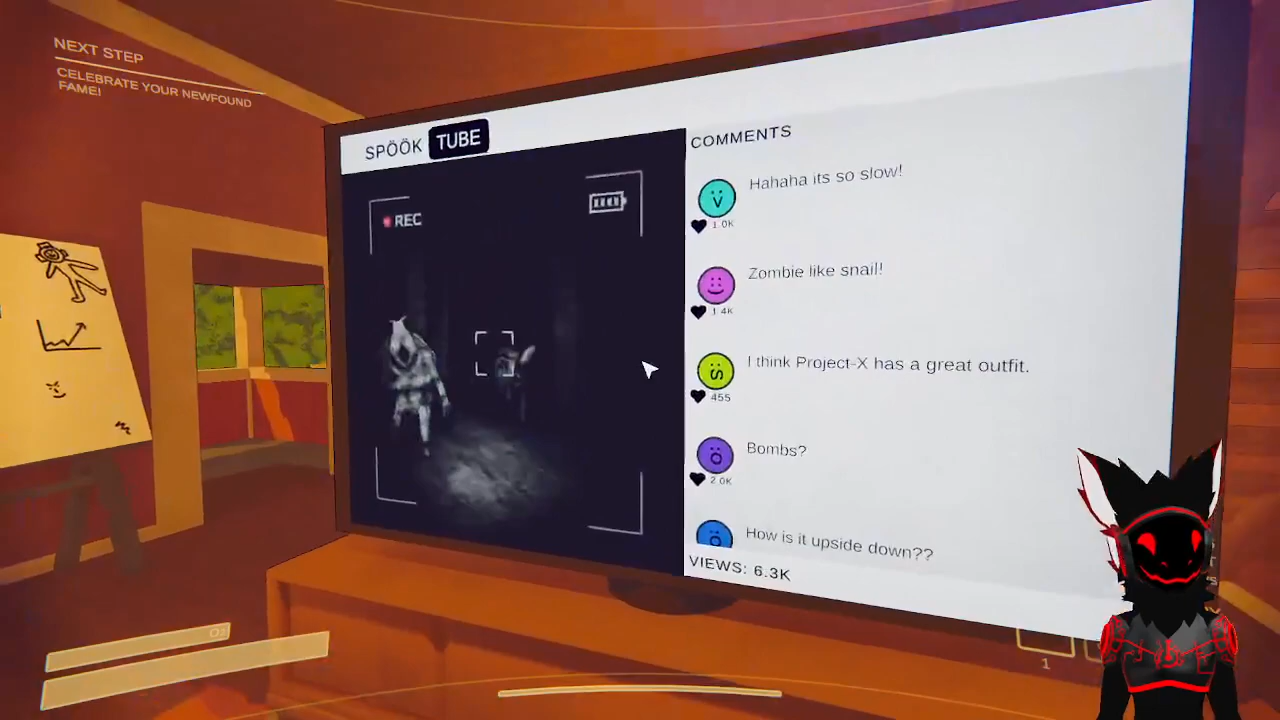 NEXT STEP
CELEBRATE YOUR NEWFOUND
FAME!
SPÖÖK TUBE
REC
COMMENTS
Hahaha its so slow!
1.0K
Zombie like snail!
1.4K
I think Project-X has a great outfit.
455
Bombs?
2.0K
How is it upside down??
VIEWS: 6.3K
1